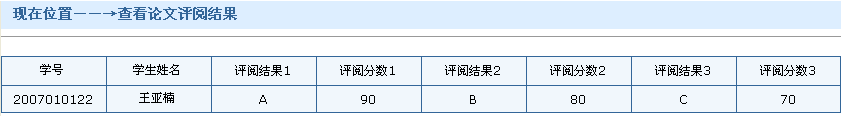 现在位置－－→查看论文评阅结果
学号 学生姓名 评阅结果1 评阅分数1 评阅结果2 评阅分数2 评阅结果3 评阅分数3
2007010122 王亚楠 A 90 B 80 C 70